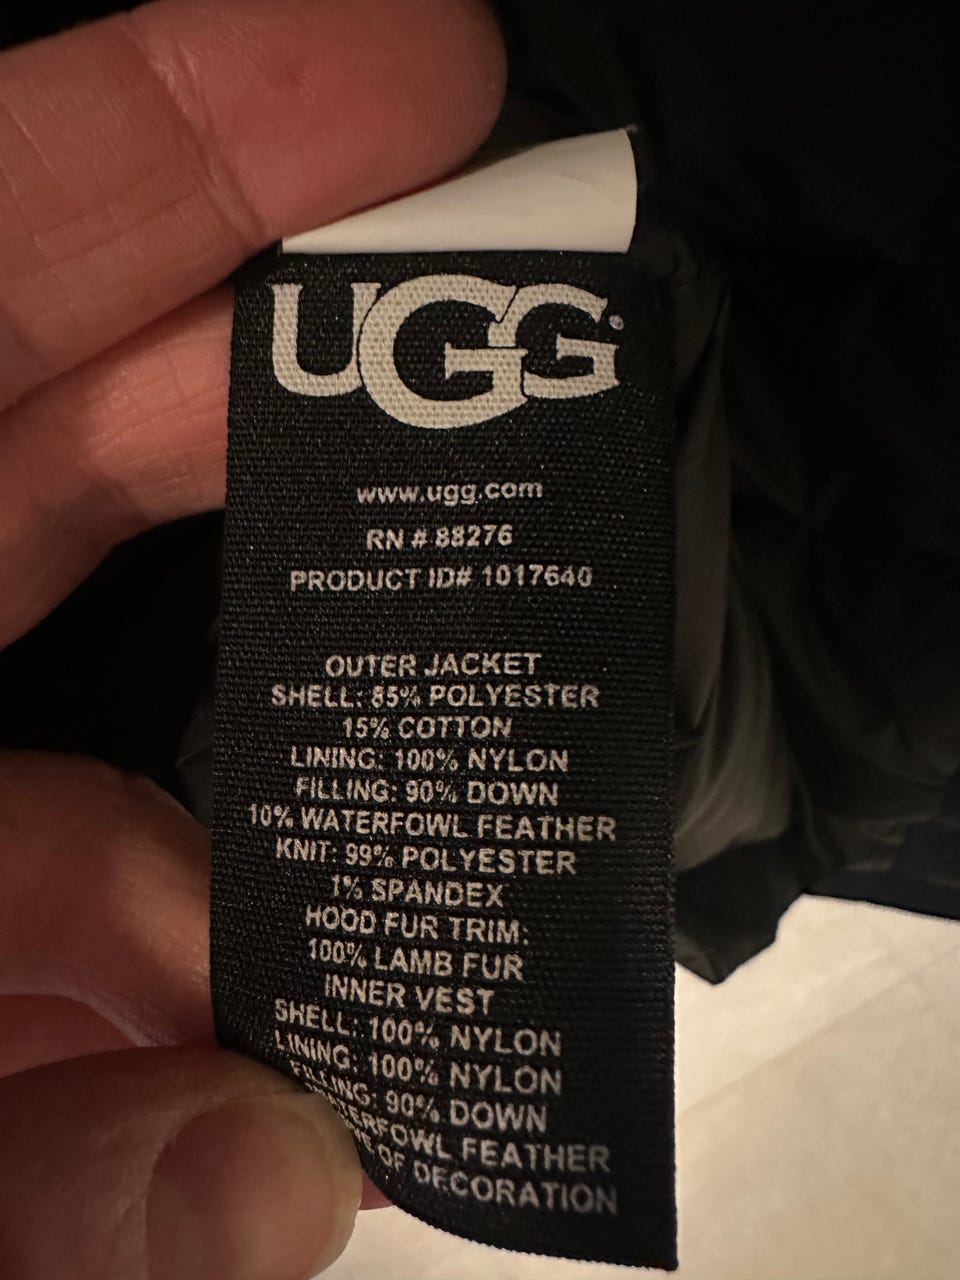 UGG
www.ugg.com
RN # 88276
PRODUCT ID# 1017640
OUTER JACKET
SHELL: 85% POLYESTER
15% COTTON
LINING: 100% NYLON
FILLING: 90% DOWN
10% WATERFOWL FEATHER
KNIT: 99% POLYESTER
1% SPANDEX
HOOD FUR TRIM:
100% LAMB FUR
INNER VEST
SHELL: 100% NYLON
LINING: 100% NYLON
FILLING: 90% DOWN
WATERFOWL FEATHER
OF DECORATION